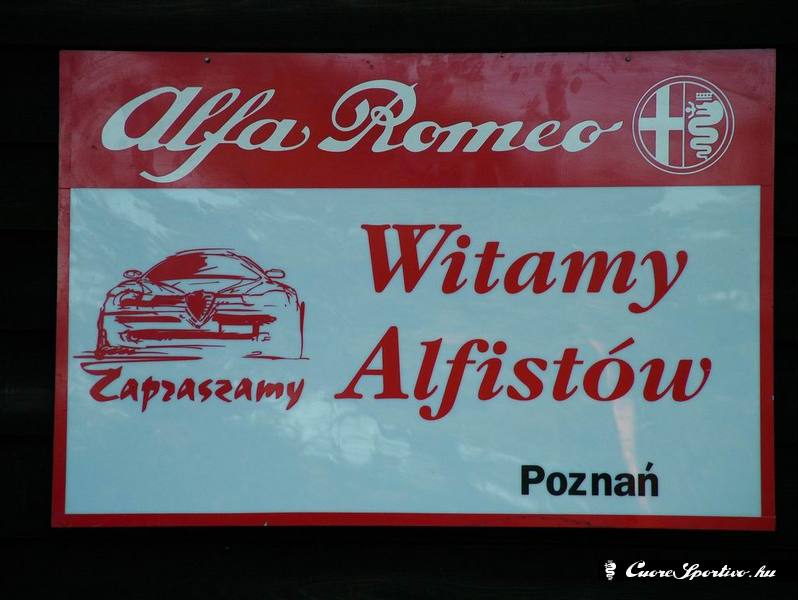 Alfa Romeo
Witamy
Alfistów
Zapraszamy
Poznań
CuoreSportivo.hu